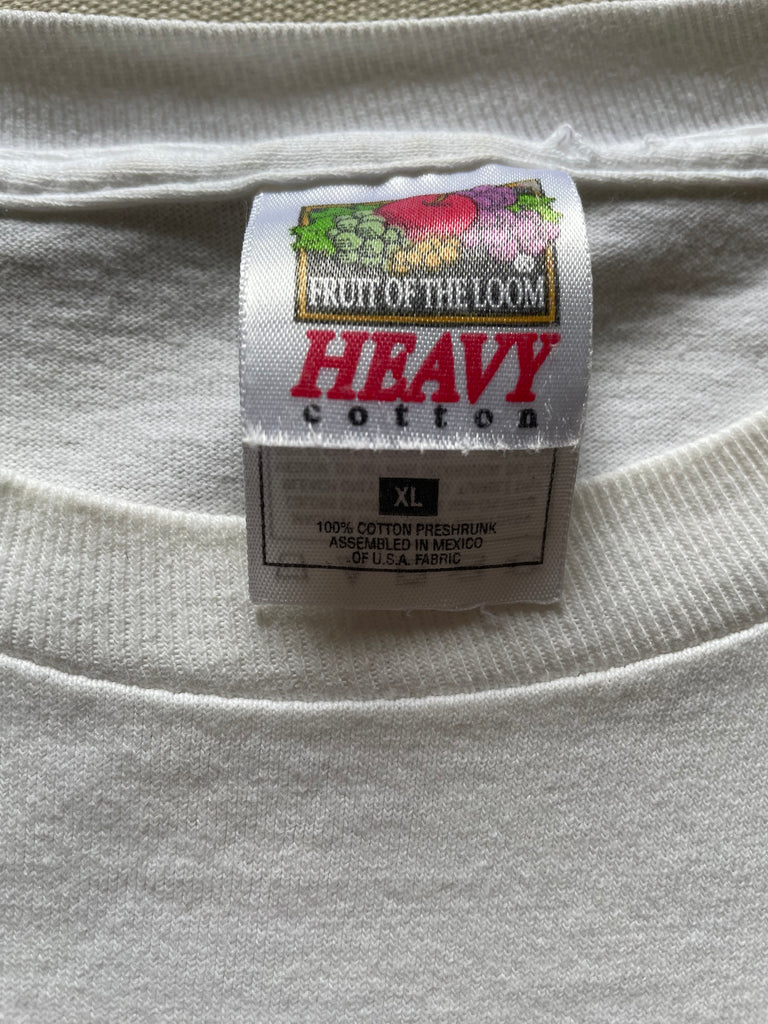 FRUIT OF THE LOOM
®
HEAVY
cotton
XL
100% COTTON PRESHRUNK
ASSEMBLED IN MEXICO
OF U.S.A. FABRIC